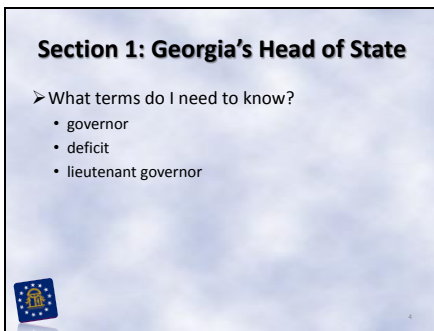 Section 1: Georgia's Head of State
➢What terms do I need to know?
• governor
• deficit
• lieutenant governor
4